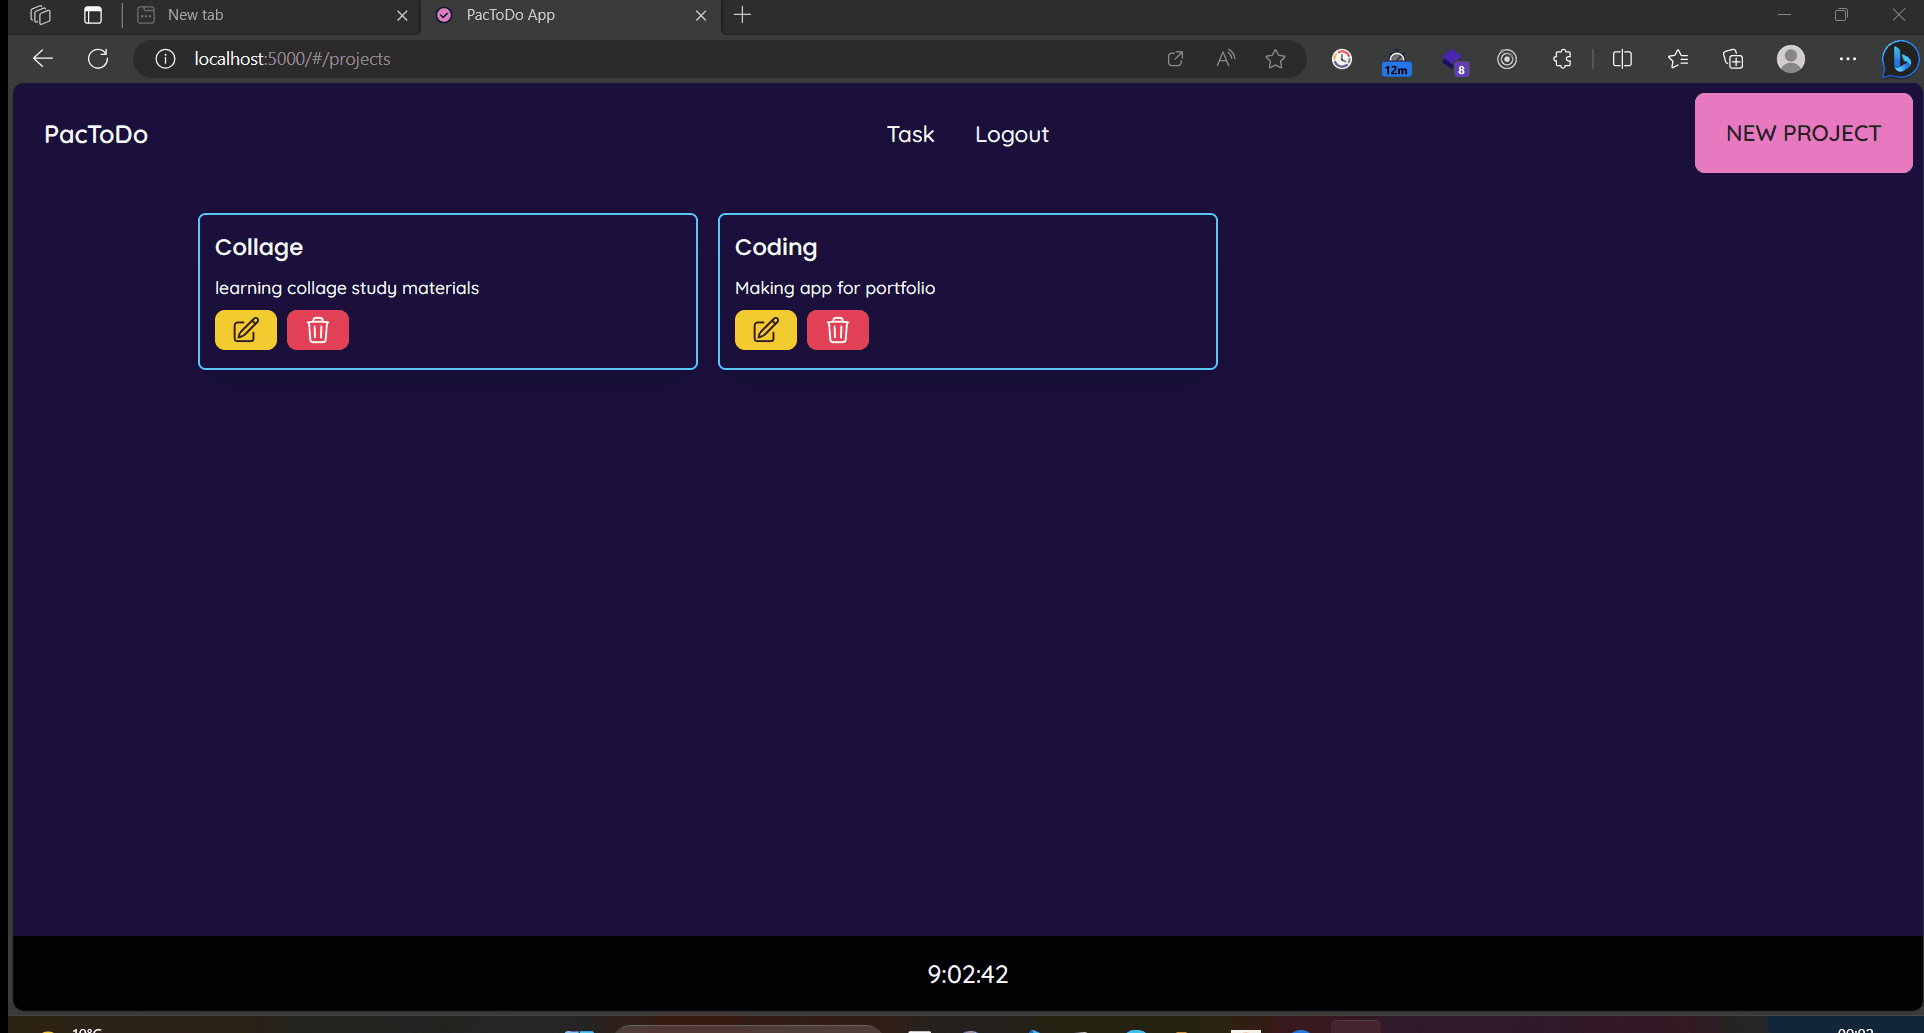 New tab
PacToDo App
localhost:5000/#/projects
12m
8
PacToDo
Task
Logout
NEW PROJECT
Collage
learning collage study materials
Coding
Making app for portfolio
9:02:42